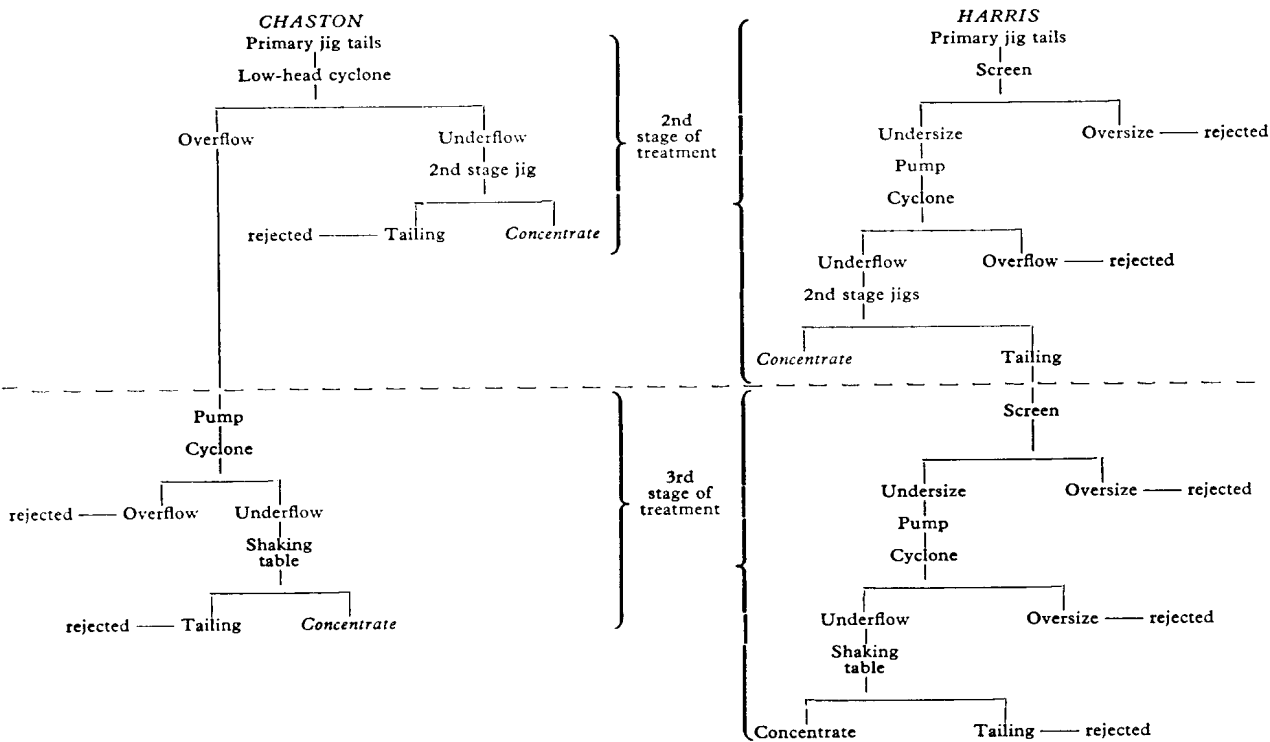 CHASTON
Primary jig tails
Low-head cyclone
Overflow
Underflow
2nd stage jig
rejected
Tailing
Concentrate
2nd
stage of
treatment
HARRIS
Primary jig tails
Screen
Undersize
Oversize
rejected
Pump
Cyclone
Underflow
Overflow
rejected
2nd stage jigs
Concentrate
Tailing
Pump
Cyclone
rejected
Overflow
Underflow
Shaking
table
rejected
Tailing
Concentrate
3rd
stage of
treatment
Screen
Undersize
Oversize
rejected
Pump
Cyclone
Underflow
Oversize
rejected
Shaking
table
Concentrate
Tailing
rejected